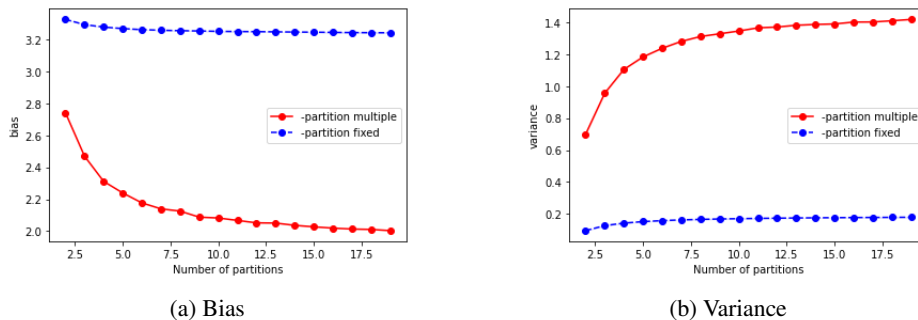 3.2
3.0
2.8
2.6
2.4
2.2
2.0
bias
-partition multiple
-partition fixed
2.5 5.0 7.5 10.0 12.5 15.0 17.5
Number of partitions
(a) Bias
1.4
1.2
1.0
0.8
0.6
0.4
0.2
variance
-partition multiple
-partition fixed
2.5 5.0 7.5 10.0 12.5 15.0 17.5
Number of partitions
(b) Variance